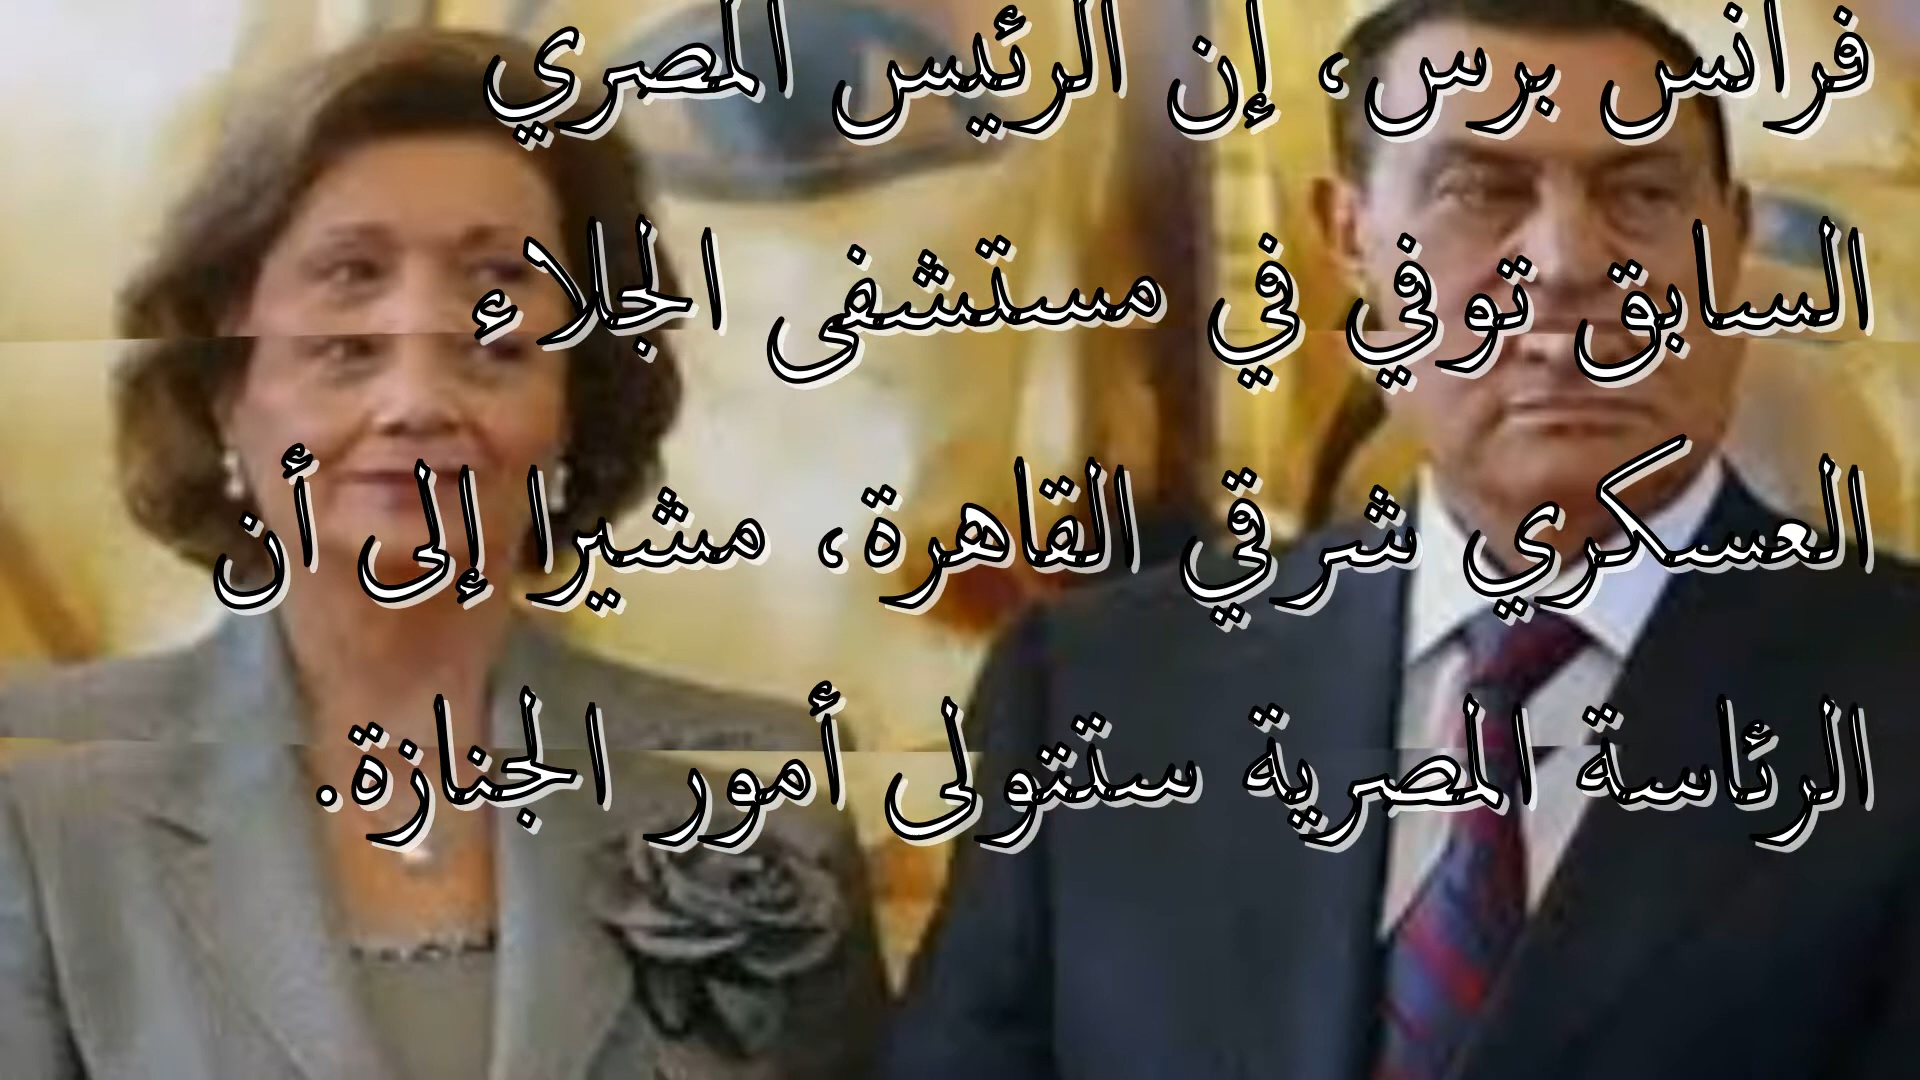 فرانس برس، إن الرئيس المصري
السابق توفي في مستشفى الجلاء
العسكري شرقي القاهرة، مشيرا إلى أن
الرئاسة المصرية ستتولى أمور الجنازة.